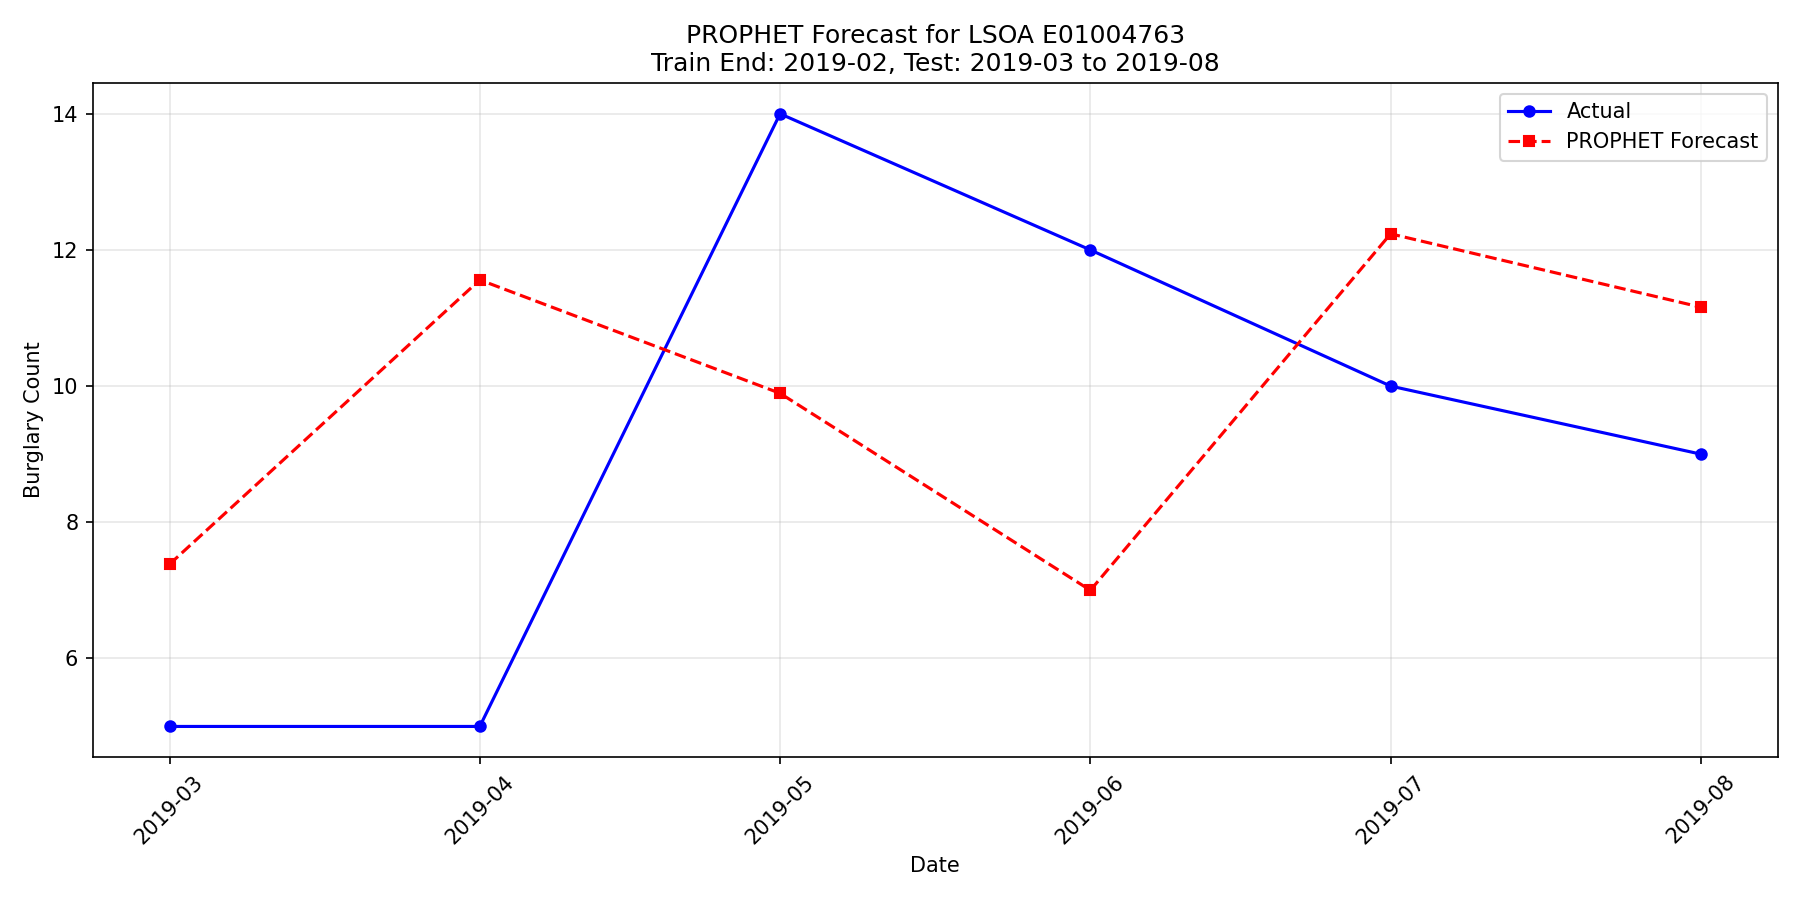 PROPHET Forecast for LSOA E01004763
Train End: 2019-02, Test: 2019-03 to 2019-08
Actual
PROPHET Forecast
Burglary Count
14
12
10
8
6
2019-03
2019-04
2019-05
2019-06
2019-07
2019-08
Date